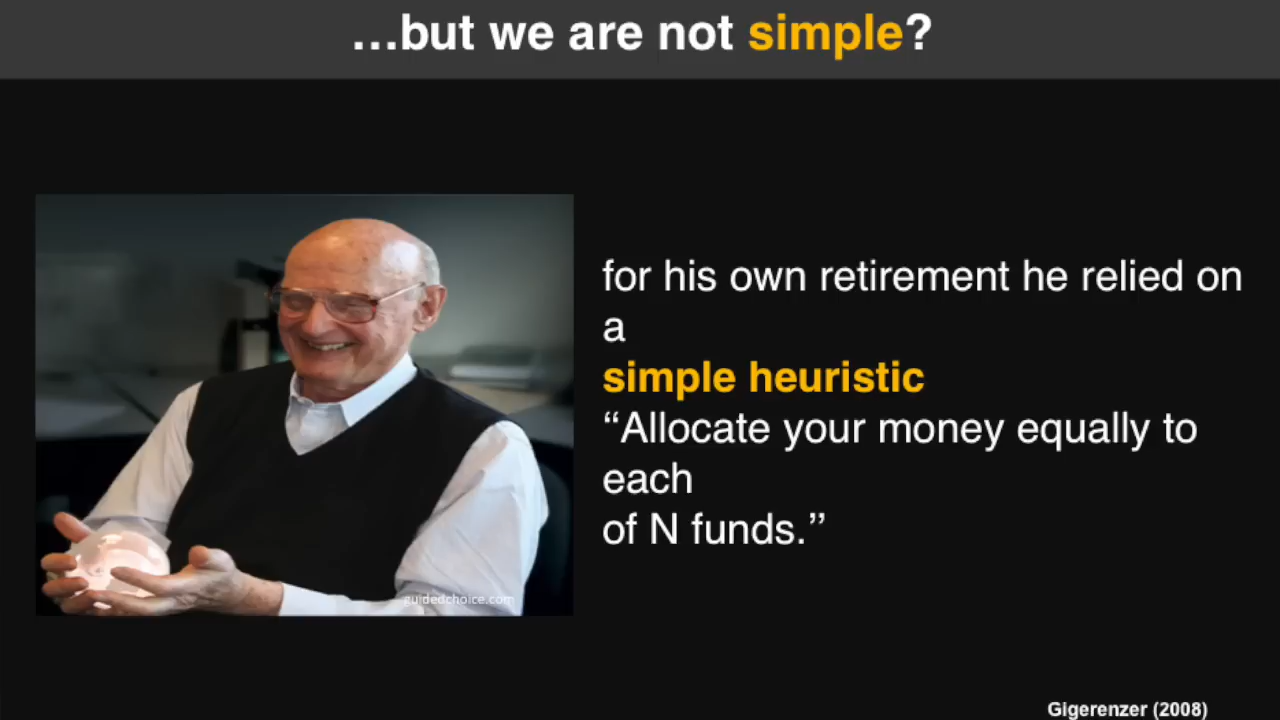 ...but we are not simple?
for his own retirement he relied on
a
simple heuristic
“Allocate your money equally to
each
of N funds.’’
guidedchoice.com
Gigerenzer (2008)